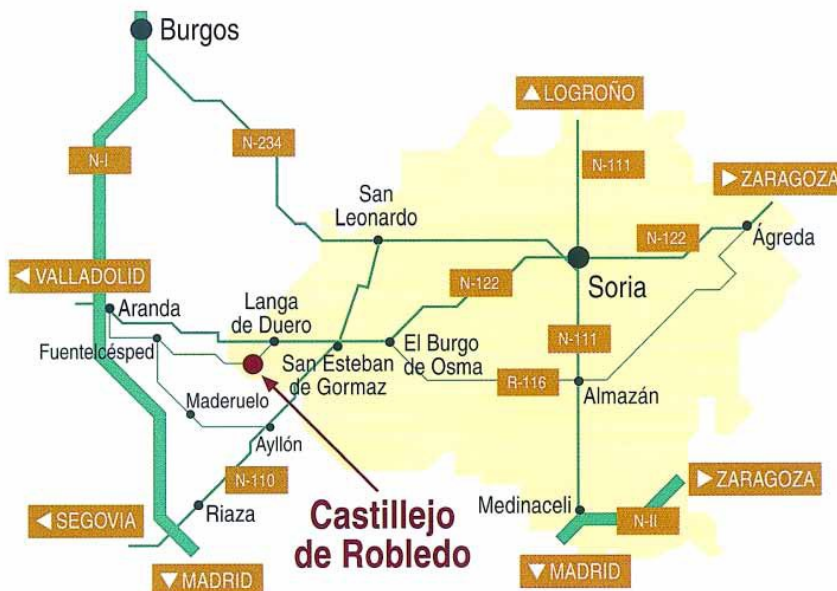 Burgos
▲ LOGROÑO
N-I
N-234
N-111
► ZARAGOZA
San
Leonardo
N-122
Ágreda
◄ VALLADOLID
Soria
Aranda
Langa
de Duero
N-122
Fuentelcésped
San Esteban
de Gormaz
El Burgo
de Osma
N-111
R-116
Almazán
Maderuelo
Ayllón
N-110
Riaza
Castillejo
de Robledo
Medinaceli
► ZARAGOZA
N-II
◄ SEGOVIA
▼ MADRID
▼ MADRID